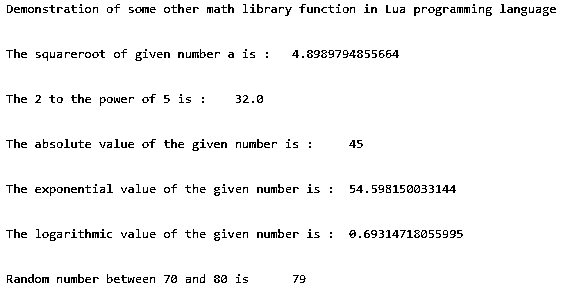 Demonstration of some other math library function in Lua programming language
The squareroot of given number a is :   4.8989794855664
The 2 to the power of 5 is :    32.0
The absolute value of the given number is :     45
The exponential value of the given number is :  54.598150033144
The logarithmic value of the given number is :  0.69314718055995
Random number between 70 and 80 is      79